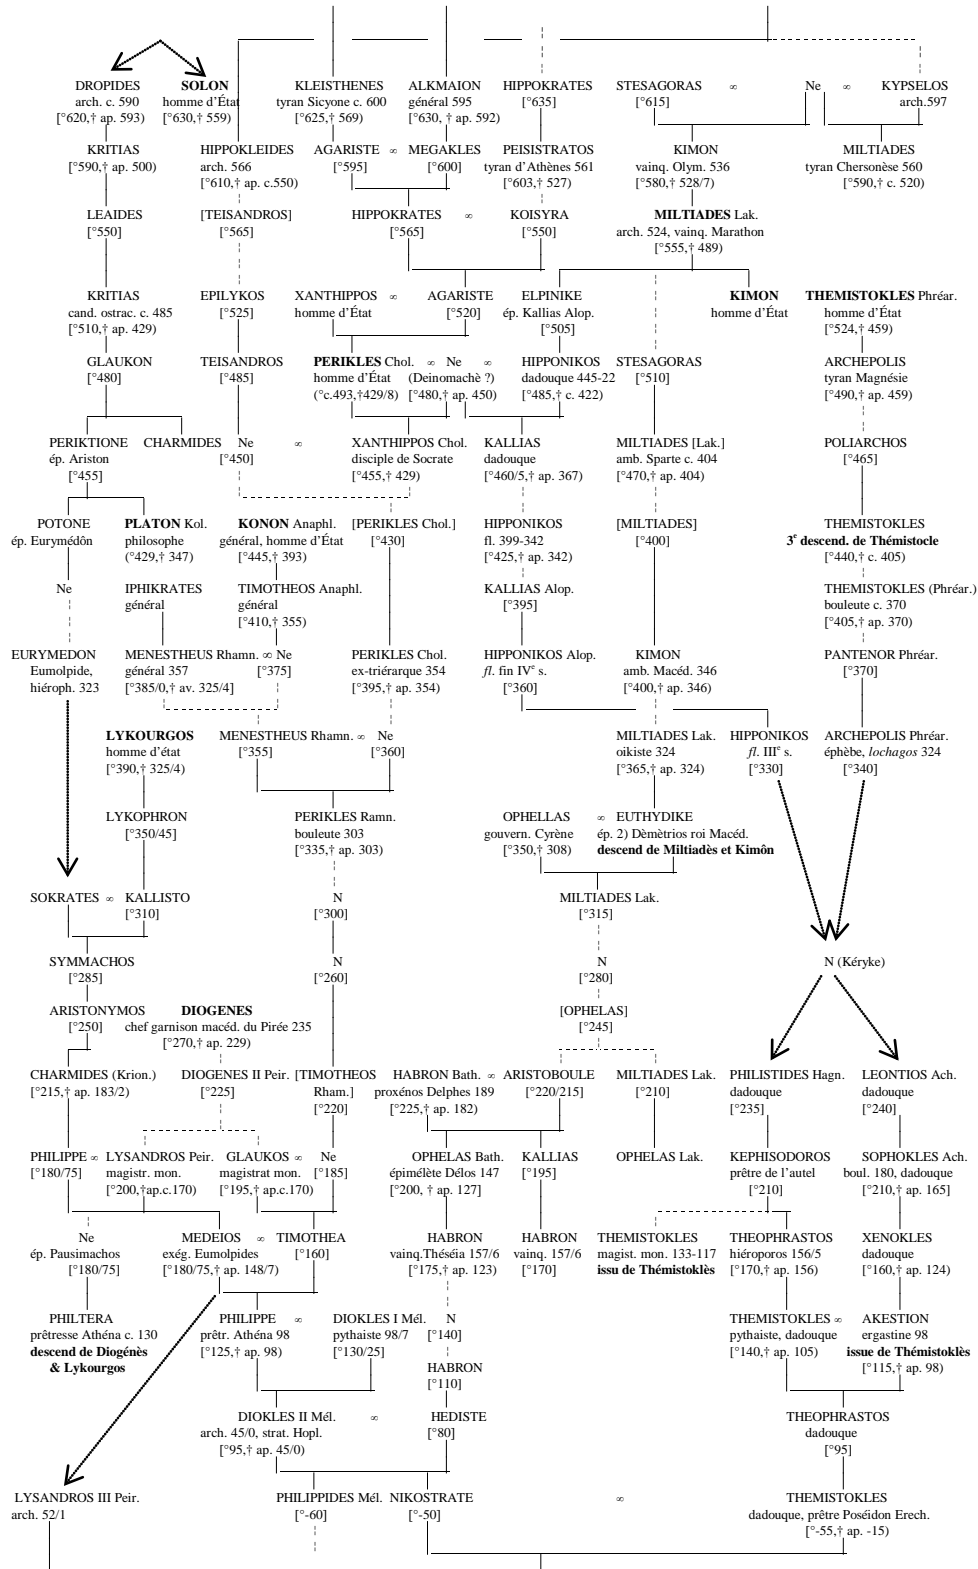 DROPIDES SOLON KLEISTHENES ALKMAION HIPPOKRATES STESAGORAS ∞ Ne ∞ KYPSELOS
arch. c. 590 homme d’État tyran Sicyone c. 600 général 595 [°635] [°615] arch.597
[°620,† ap. 593) [°630,† 559) [°625,† 569) [°630, † ap. 592)
KRITIAS HIPPOKLEIDES AGARISTE ∞ MEGAKLES PEISISTRATOS KIMON MILTIADES
[°590,† ap. 500) arch. 566 [°595] [°600] tyran d’Athènes 561 vainq. Olym. 536 tyran Chersonèse 560
[°610,† ap. c.550) [°603,† 527) [°580,† 528/7) [°590,† c. 520)
LEAIDES [TEISANDROS] HIPPOKRATES ∞ KOISYRA MILTIADES Lak.
[°550] [°565] [°565] [°550] arch. 524, vainq. Marathon
[°555,† 489)
KRITIAS EPILYKOS XANTHIPPOS ∞ AGARISTE ELPINIKE KIMON THEMISTOKLES Phréar.
cand. ostrac. c. 485 [°525] homme d’État [°520] ép. Kallias Alop. homme d’État homme d’État
[°510,† ap. 429) [°505] [°524,† 459)
GLAUKON TEISANDROS PERIKLES Chol. ∞ Ne ∞ HIPPONIKOS STESAGORAS ARCHEPOLIS
[°480] [°485] homme d’État (Deinomachè ?) dadouque 445-22 [°510] tyran Magnésie
(°c.493,†429/8) [°480,† ap. 450) [°485,† c. 422) [°490,† ap. 459)
PERIKTIONE CHARMIDES Ne ∞ XANTHIPPOS Chol. KALLIAS MILTIADES [Lak.] POLIARCHOS
ép. Ariston [°450] disciple de Socrate dadouque amb. Sparte c. 404 [°465]
[°455] [°455,† 429) [°460/5,† ap. 367) [°470,† ap. 404)
POTONE PLATON Kol. KONON Anaphl. [PERIKLES Chol.] HIPPONIKOS [MILTIADES] THEMISTOKLES
ép. Eurymédôn philosophe général, homme d’État [°430] fl. 399-342 [°400] 3e descend. de Thémistocle
(°429,† 347) [°445,† 393) [°425,† ap. 342) [°440,† c. 405)
Ne IPHIKRATES TIMOTHEOS Anaphl. KALLIAS Alop. THEMISTOKLES (Phréar.)
général général [°395] bouleute c. 370
[°410,† 355) [°405,† ap. 370)
EURYMEDON MENESTHEUS Rhamn. ∞ Ne PERIKLES Chol. HIPPONIKOS Alop. KIMON PANTENOR Phréar.
Eumolpide, général 357 [°375] ex-triérarque 354 fl. fin IVe s. amb. Macéd. 346 [°370]
hiéroph. 323 [°385/0,† av. 325/4] [°395,† ap. 354) [°360] [°400,† ap. 346)
LYKOURGOS MENESTHEUS Rhamn. ∞ Ne MILTIADES Lak. HIPPONIKOS ARCHEPOLIS Phréar.
homme d’état [°355] [°360] oikiste 324 fl. IIIe s. éphèbe, lochagos 324
[°390,† 325/4) [°365,† ap. 324) [°330] [°340]
LYKOPHRON PERIKLES Ramn. OPHELLAS ∞ EUTHYDIKE
[°350/45] bouleute 303 gouvern. Cyrène ép. 2) Dèmètrios roi Macéd.
[°335,† ap. 303) [°350,† 308) descend de Miltiadès et Kimôn
SOKRATES ∞ KALLISTO N MILTIADES Lak.
[°310] [°300] [°315]
SYMMACHOS N N N (Kéryke)
[°285] [°260] [°280]
ARISTONYMOS DIOGENES [OPHELAS]
[°250] chef garnison macéd. du Pirée 235 [°245]
[°270,† ap. 229)
CHARMIDES (Krion.) DIOGENES II Peir. [TIMOTHEOS HABRON Bath. ∞ ARISTOBOULE MILTIADES Lak. PHILISTIDES Hagn. LEONTIOS Ach.
[°215,† ap. 183/2) [°225] Rham.] proxénos Delphes 189 [°220/215] [°210] dadouque dadouque
[°220] [°225,† ap. 182) [°235] [°240]
PHILIPPE ∞ LYSANDROS Peir. GLAUKOS ∞ Ne OPHELAS Bath. KALLIAS OPHELAS Lak. KEPHISODOROS SOPHOKLES Ach.
[°180/75] magistr. mon. magistrat mon. [°185] épimélète Délos 147 [°195] prêtre de l’autel boul. 180, dadouque
[°200,†ap.c.170) [°195,† ap.c.170) [°200, † ap. 127] [°210] [°210,† ap. 165]
Ne MEDEIOS ∞ TIMOTHEA HABRON HABRON THEMISTOKLES THEOPHRASTOS XENOKLES
ép. Pausimachos exég. Eumolpides [°160] vainq.Théséia 157/6 vainq. 157/6 magist. mon. 133-117 hiéroporos 156/5 dadouque
[°180/75] [°180/75,† ap. 148/7) [°175,† ap. 123) [°170] issu de Thémistoklès [°170,† ap. 156) [°160,† ap. 124)
PHILTERA PHILIPPE DIOKLES I Mél. N THEMISTOKLES ∞ AKESTION
prêtresse Athéna c. 130 prêtr. Athéna 98 pythaiste 98/7 [°140] pythaiste, dadouque ergastine 98
descend de Diogénès [°125,† ap. 98) [°130/25] [°140,† ap. 105) issue de Thémistoklès
& Lykourgos HABRON [°115,† ap. 98)
[°110]
DIOKLES II Mél. ∞ HEDISTE THEOPHRASTOS
arch. 45/0, strat. Hopl. [°80] dadouque
[°95,† ap. 45/0) [°95]
LYSANDROS III Peir. PHILIPPIDES Mél. NIKOSTRATE ∞ THEMISTOKLES
arch. 52/1 [°-60] [°-50] dadouque, prêtre Poséidon Erech.
[°-55,† ap. -15)